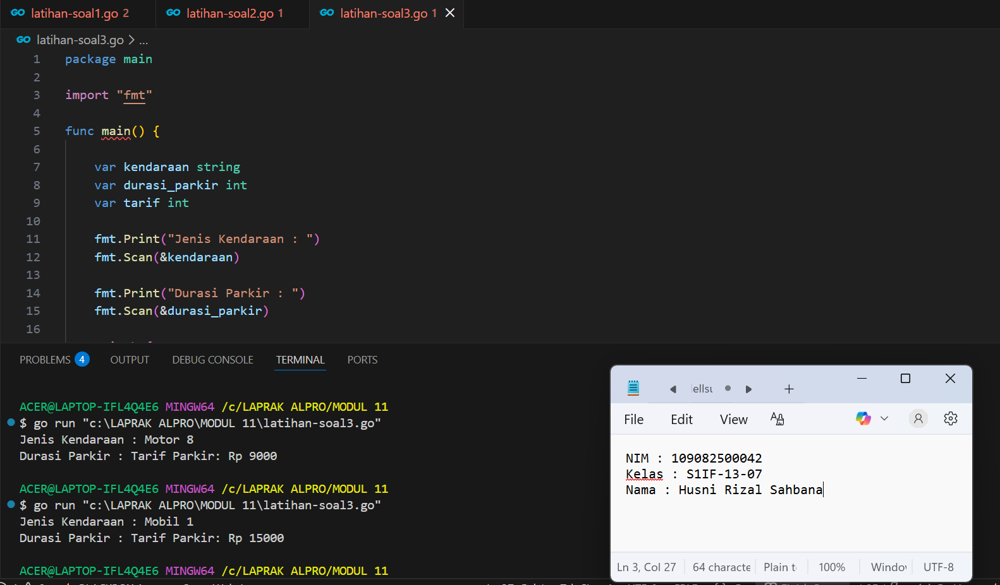 GO latihan-soal1.go 2 GO latihan-soal2.go 1 GO latihan-soal3.go 1
GO latihan-soal3.go > ...
1 package main
2
3 import "fmt"
4
5 func main() {
6
7 var kendaraan string
8 var durasi_parkir int
9 var tarif int
10
11 fmt.Print("Jenis Kendaraan : ")
12 fmt.Scan(&kendaraan)
13
14 fmt.Print("Durasi Parkir : ")
15 fmt.Scan(&durasi_parkir)
16
PROBLEMS 4 OUTPUT DEBUG CONSOLE TERMINAL PORTS
ACER@LAPTOP-IFL4Q4E6 MINGW64 /c/LAPRAK ALPRO/MODUL 11
$ go run "c:\LAPRAK ALPRO\MODUL 11\latihan-soal3.go"
Jenis Kendaraan : Motor 8
Durasi Parkir : Tarif Parkir: Rp 9000
ACER@LAPTOP-IFL4Q4E6 MINGW64 /c/LAPRAK ALPRO/MODUL 11
$ go run "c:\LAPRAK ALPRO\MODUL 11\latihan-soal3.go"
Jenis Kendaraan : Mobil 1
Durasi Parkir : Tarif Parkir: Rp 15000
ACER@LAPTOP-IFL4Q4E6 MINGW64 /c/LAPRAK ALPRO/MODUL 11
File Edit View
NIM : 109082500042
Kelas : S1IF-13-07
Nama : Husni Rizal Sahbana
Ln 3, Col 27 64 characte Plain t 100% Windo UTF-8